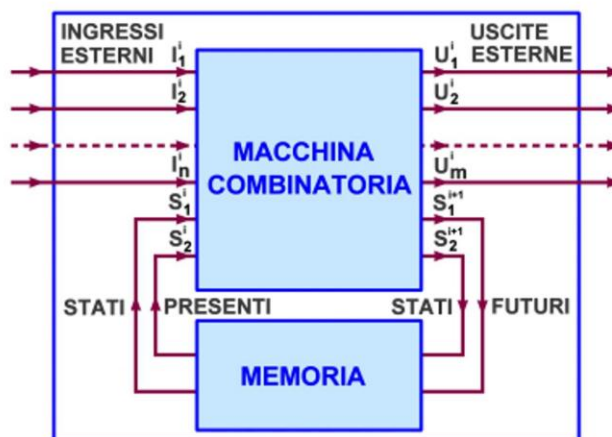 INGRESSI
ESTERNI
I₁ⁱ
I₂ⁱ
Iₙⁱ
S₁ⁱ
S₂ⁱ
MACCHINA
COMBINATORIA
USCITE
ESTERNE
U₁ⁱ
U₂ⁱ
Uₘⁱ
S₁ⁱ⁺¹
S₂ⁱ⁺¹
STATI PRESENTI
STATI FUTURI
MEMORIA